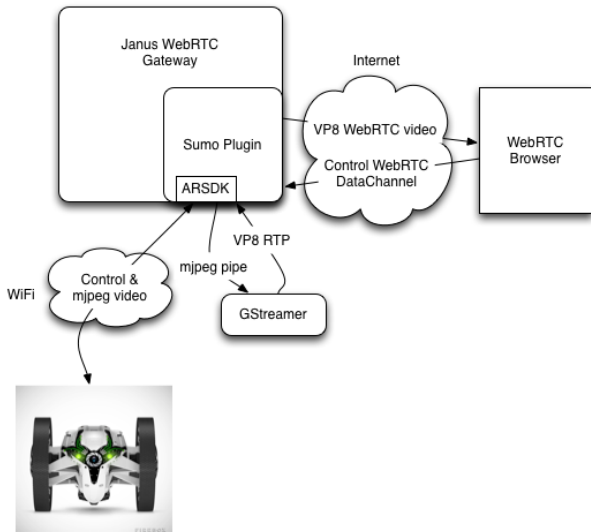 Janus WebRTC
Gateway
Internet
Sumo Plugin
VP8 WebRTC video
WebRTC
Browser
Control WebRTC
DataChannel
ARSDK
VP8 RTP
mjpeg pipe
Control &
mjpeg video
WiFi
GStreamer